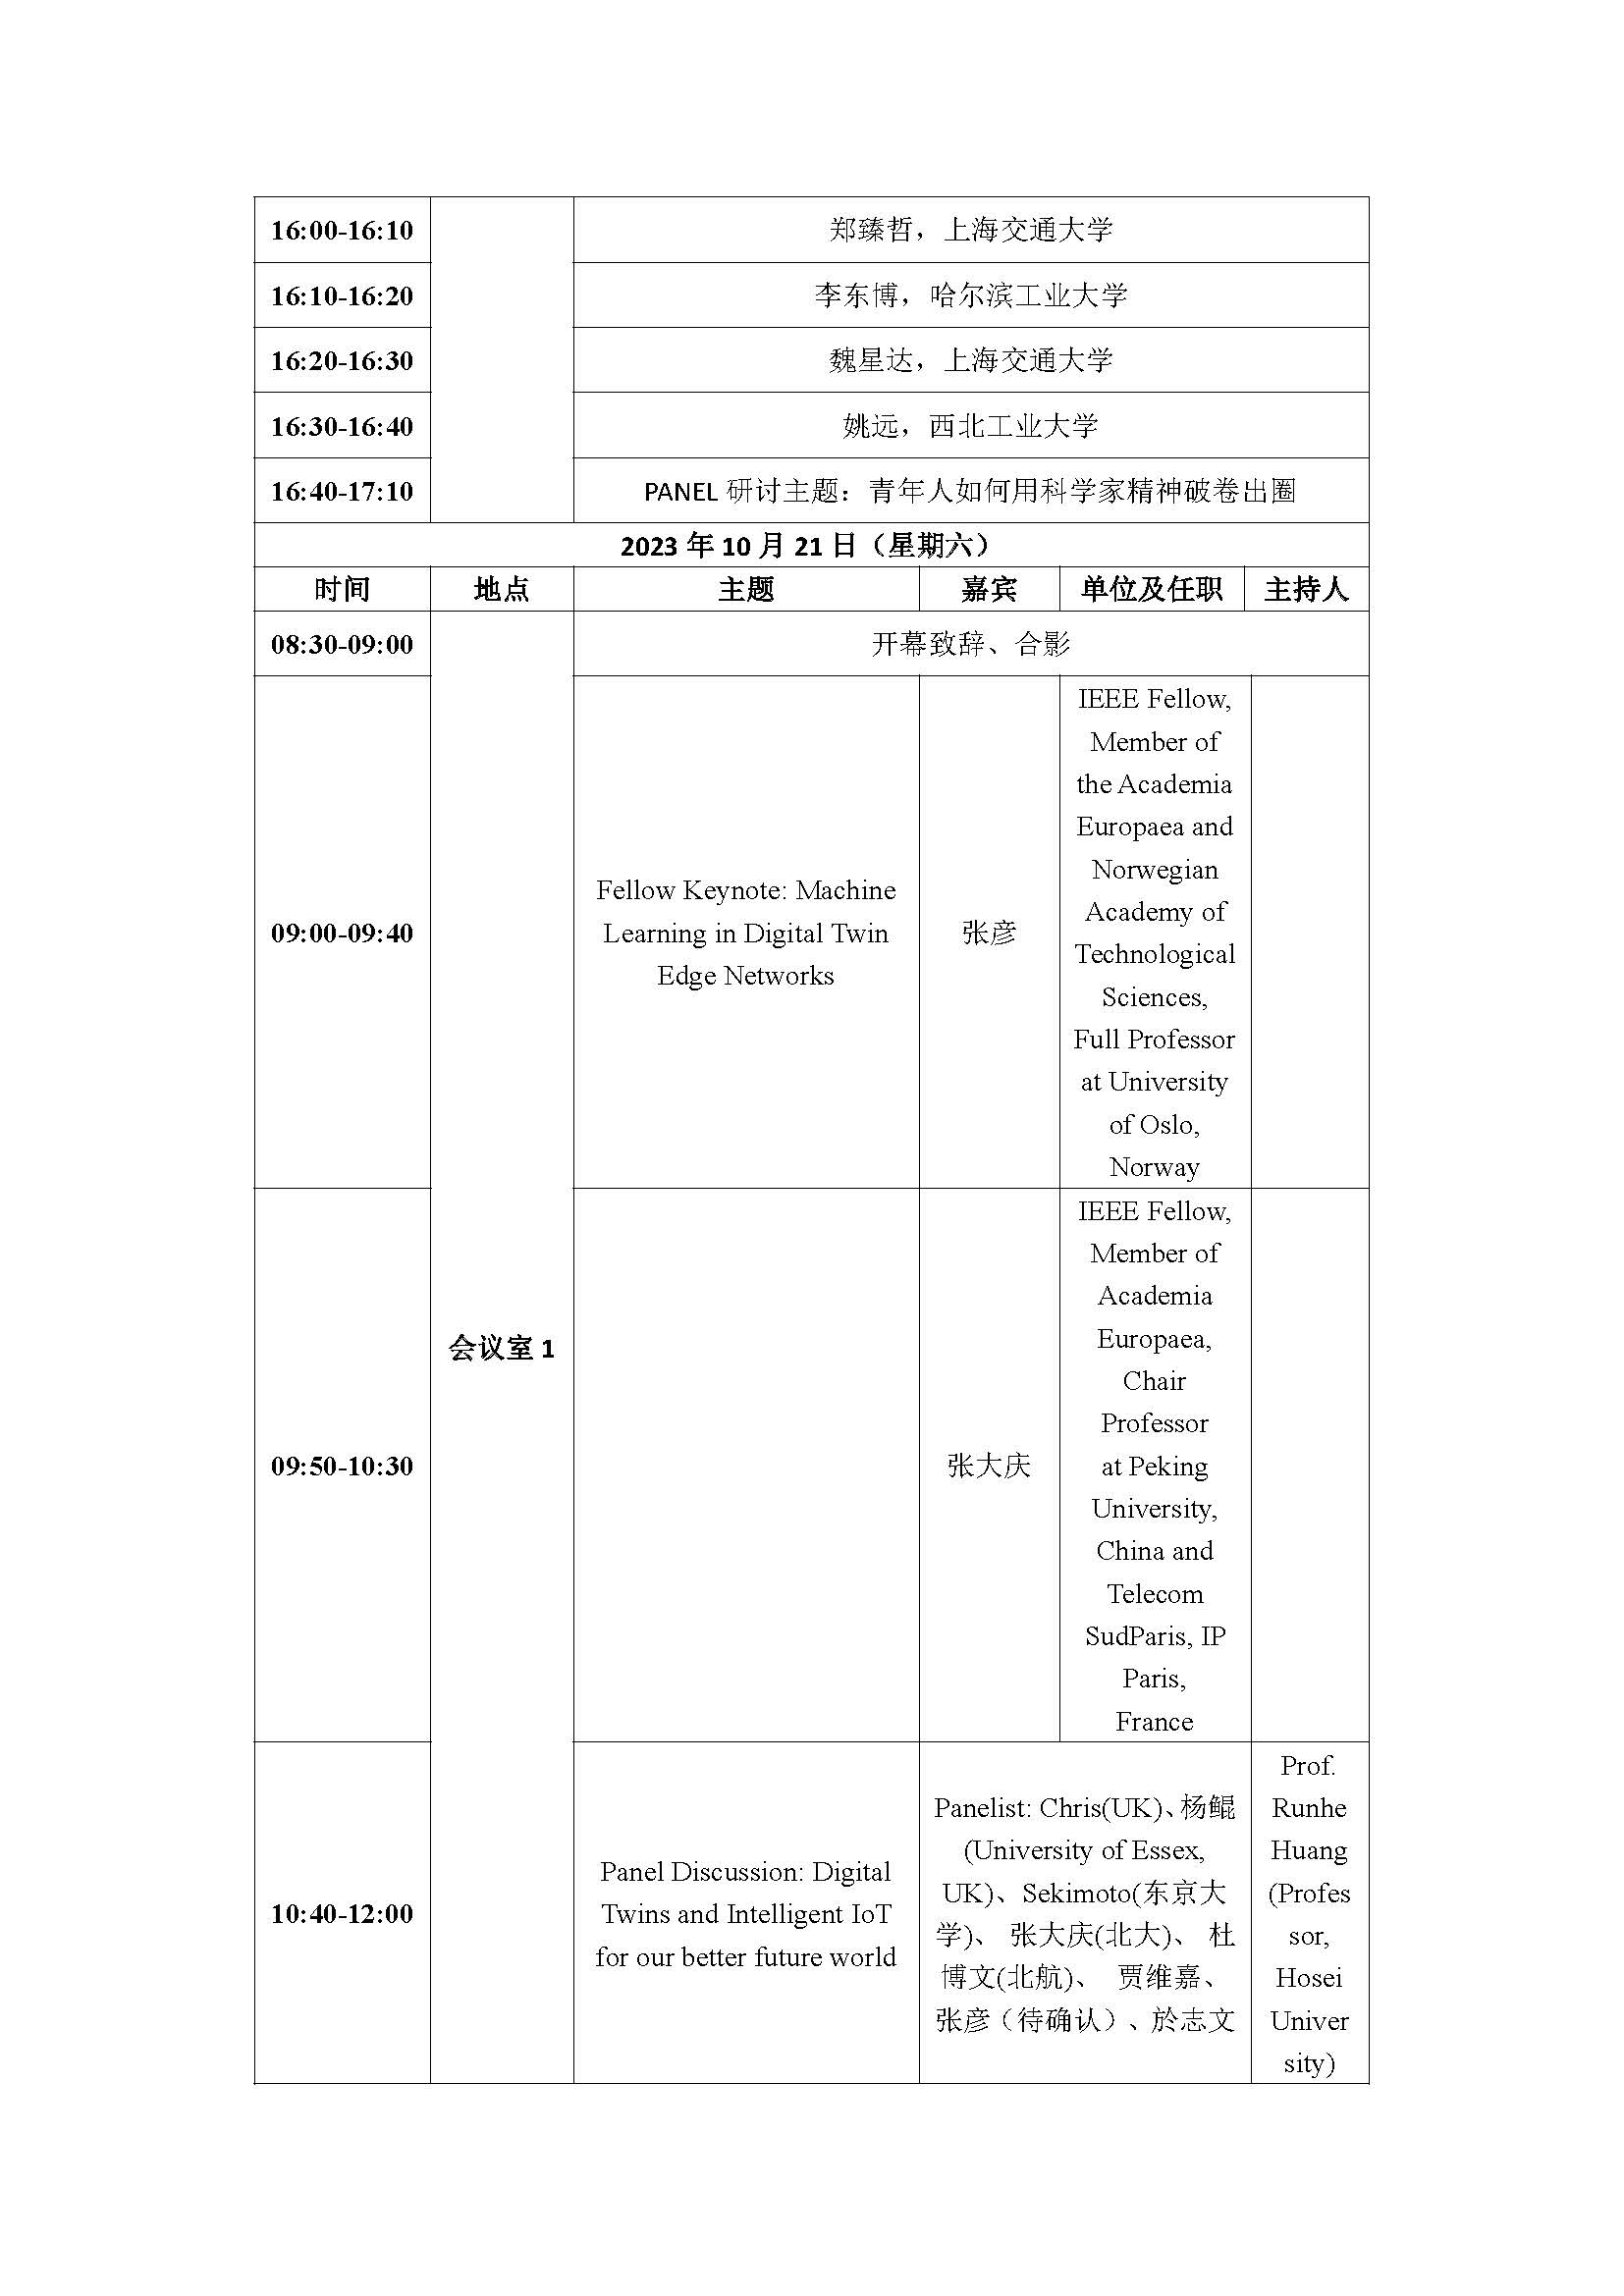 16:00-16:10
郑臻哲，上海交通大学
16:10-16:20
李东博，哈尔滨工业大学
16:20-16:30
魏星达，上海交通大学
16:30-16:40
姚远，西北工业大学
16:40-17:10
PANEL 研讨主题：青年人如何用科学家精神破卷出圈
2023 年 10 月 21 日（星期六）
时间 地点 主题 嘉宾 单位及任职 主持人
08:30-09:00
开幕致辞、合影
会议室 1
09:00-09:40
Fellow Keynote: Machine
Learning in Digital Twin
Edge Networks
张彦
IEEE Fellow,
Member of
the Academia
Europaea and
Norwegian
Academy of
Technological
Sciences,
Full Professor
at University
of Oslo,
Norway
09:50-10:30
张大庆
IEEE Fellow,
Member of
Academia
Europaea,
Chair
Professor
at Peking
University,
China and
Telecom
SudParis, IP
Paris,
France
10:40-12:00
Panel Discussion: Digital
Twins and Intelligent IoT
for our better future world
Panelist: Chris(UK)、杨鲲
(University of Essex,
UK)、Sekimoto(东京大
学)、 张大庆(北大)、 杜
博文(北航)、 贾维嘉、
张彦（待确认）、於志文
Prof.
Runhe
Huang
(Profes
sor,
Hosei
Univer
sity)